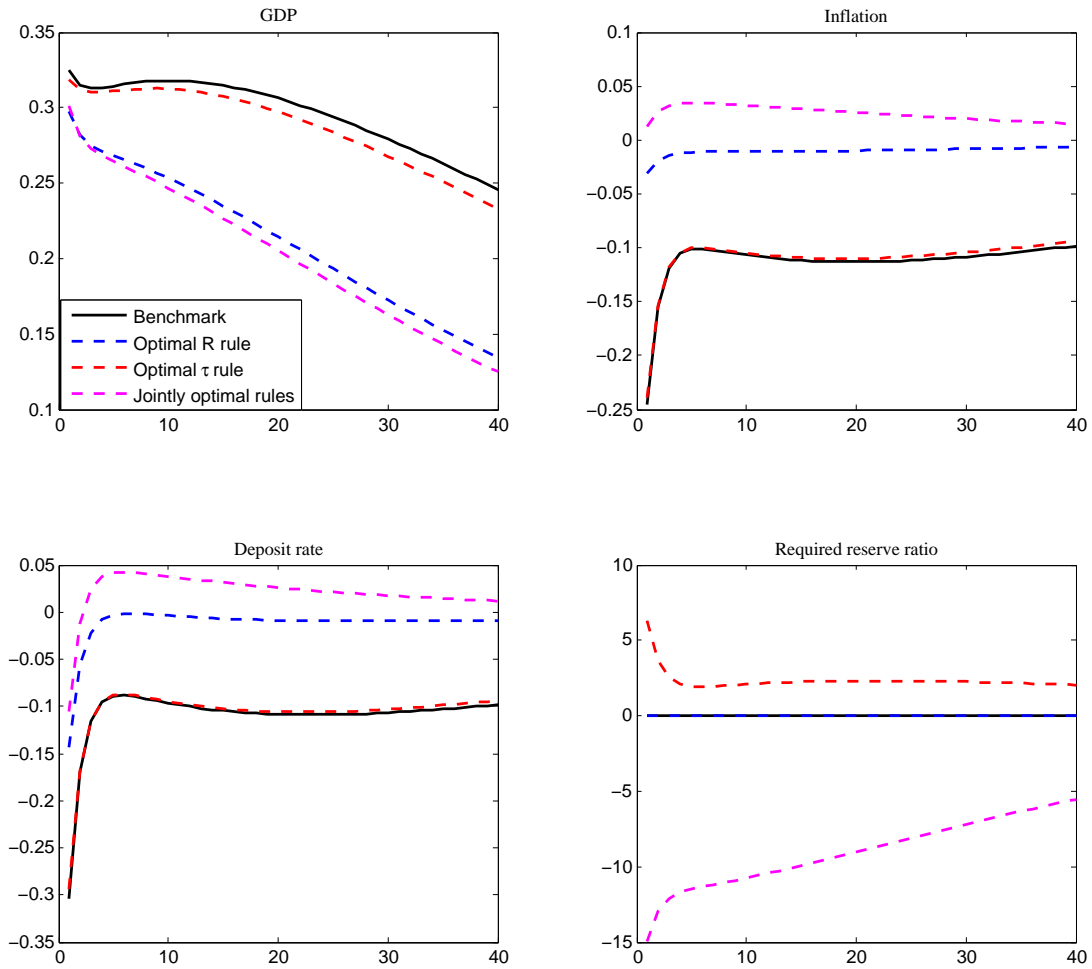 GDP
0.35
0.3
0.25
0.2
0.15
0.1
0 10 20 30 40
Benchmark
Optimal R rule
Optimal τ rule
Jointly optimal rules
Inflation
0.1
0.05
0
−0.05
−0.1
−0.15
−0.2
−0.25
0 10 20 30 40
Deposit rate
0.05
0
−0.05
−0.1
−0.15
−0.2
−0.25
−0.3
−0.35
0 10 20 30 40
Required reserve ratio
10
5
0
−5
−10
−15
0 10 20 30 40